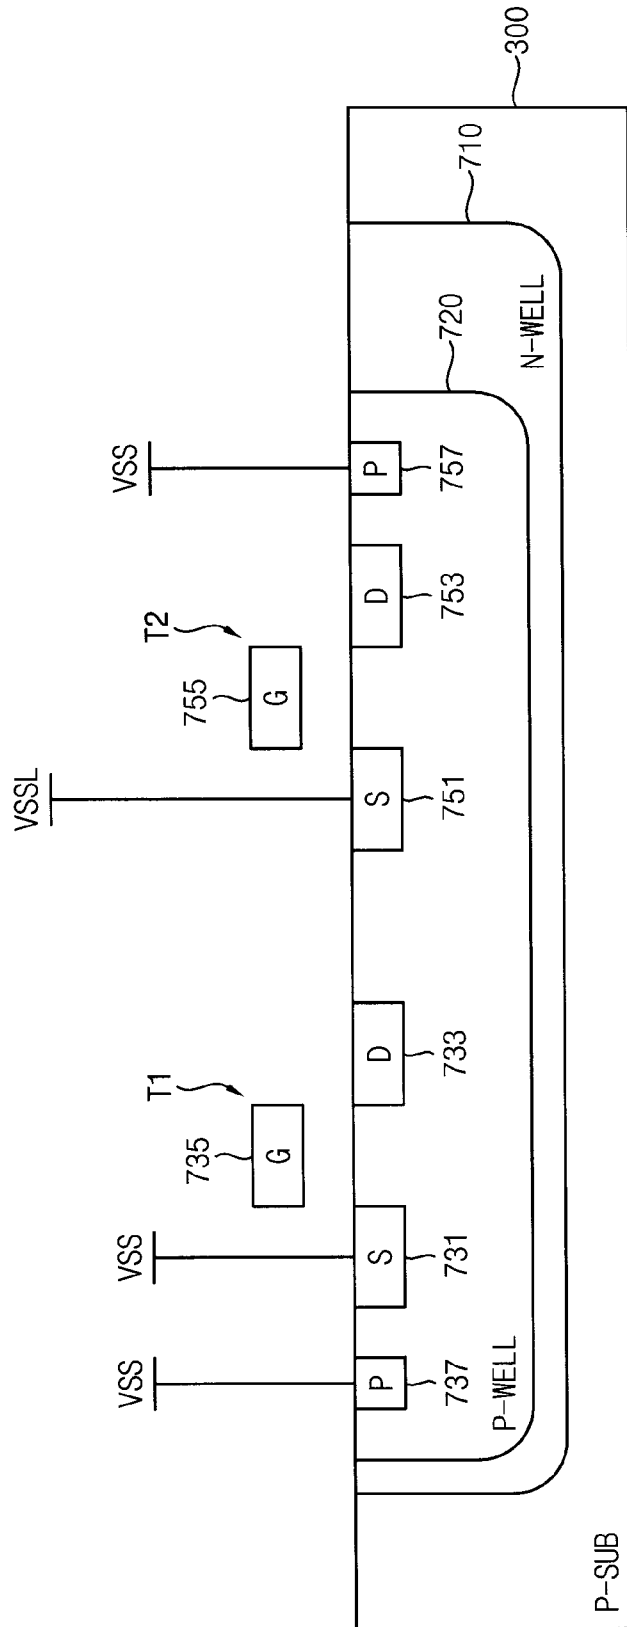 VSSL
VSS
VSS
VSS
T1
T2
735
755
G
G
P
S
D
S
D
P
737
731
733
751
753
757
720
710
300
P-WELL
N-WELL
P-SUB